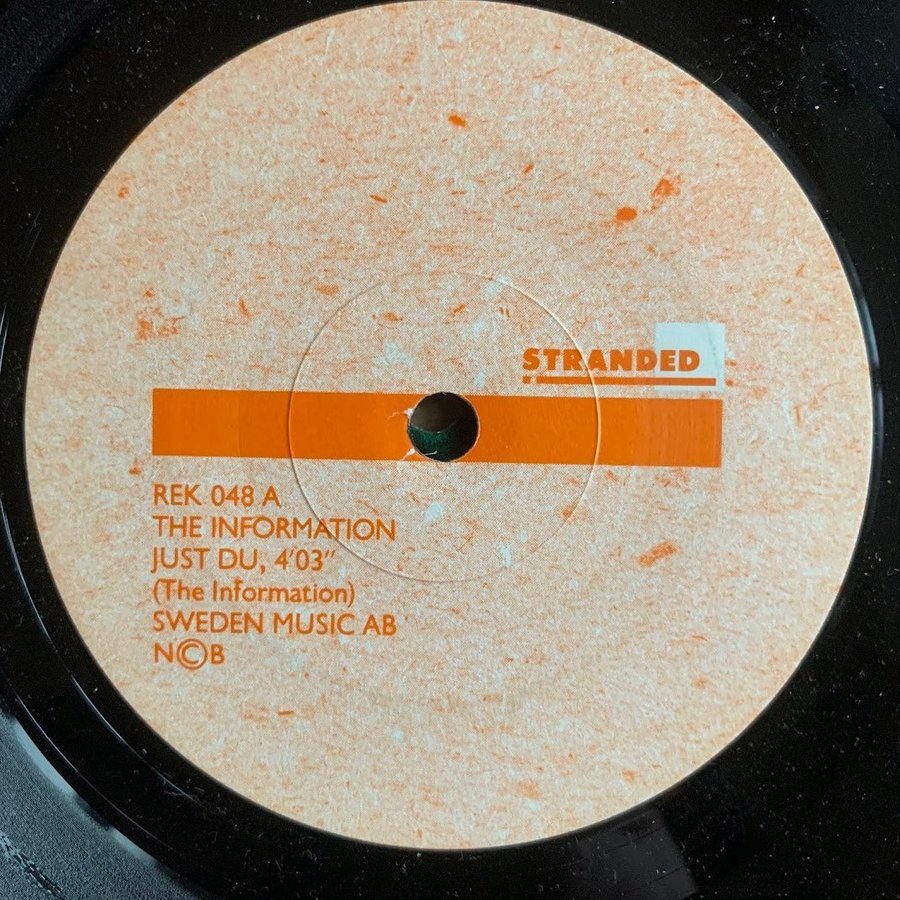 STRANDED
REK 048 A
THE INFORMATION
JUST DU, 4'03"
(The Information)
SWEDEN MUSIC AB
N©B